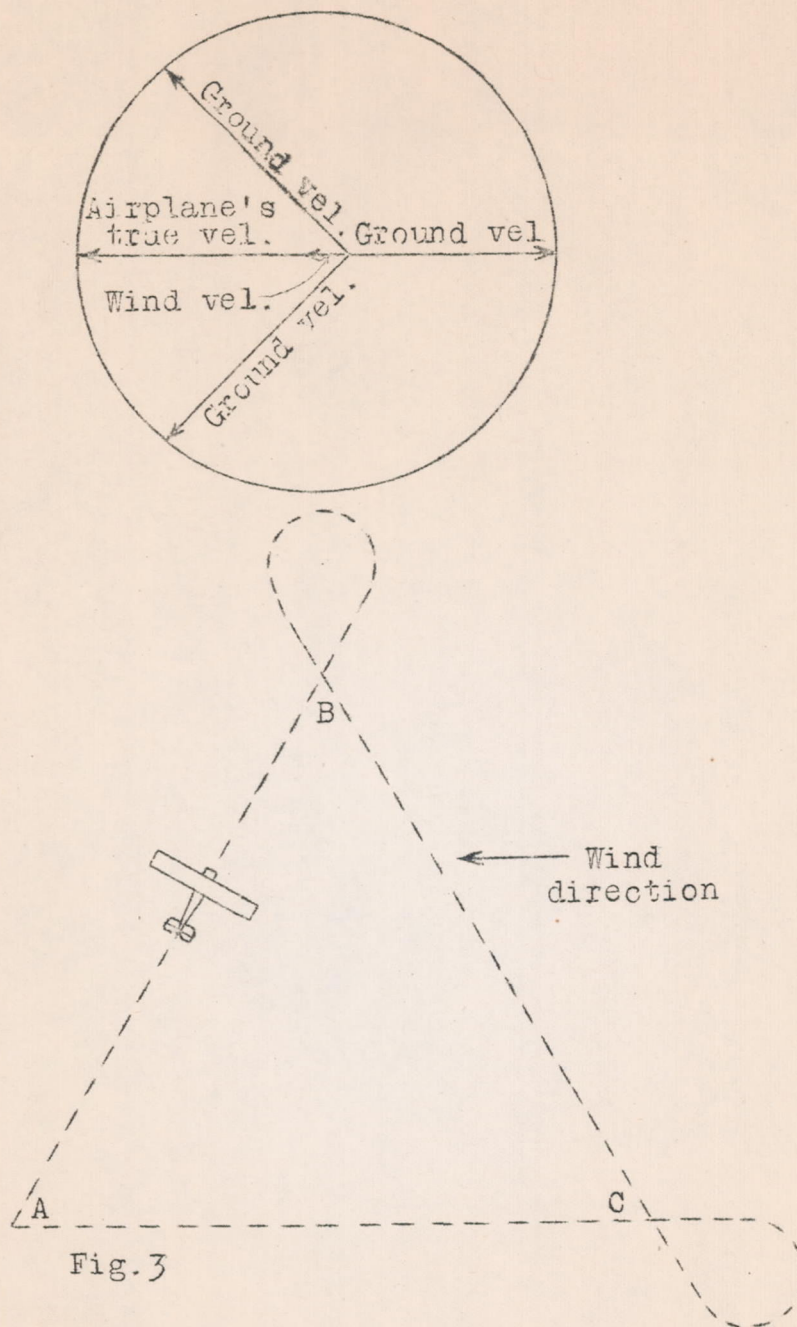 Ground vel.
Airplane's
true vel.
Ground vel
Wind vel.
Ground vel.
B
Wind
direction
A
C
Fig.3